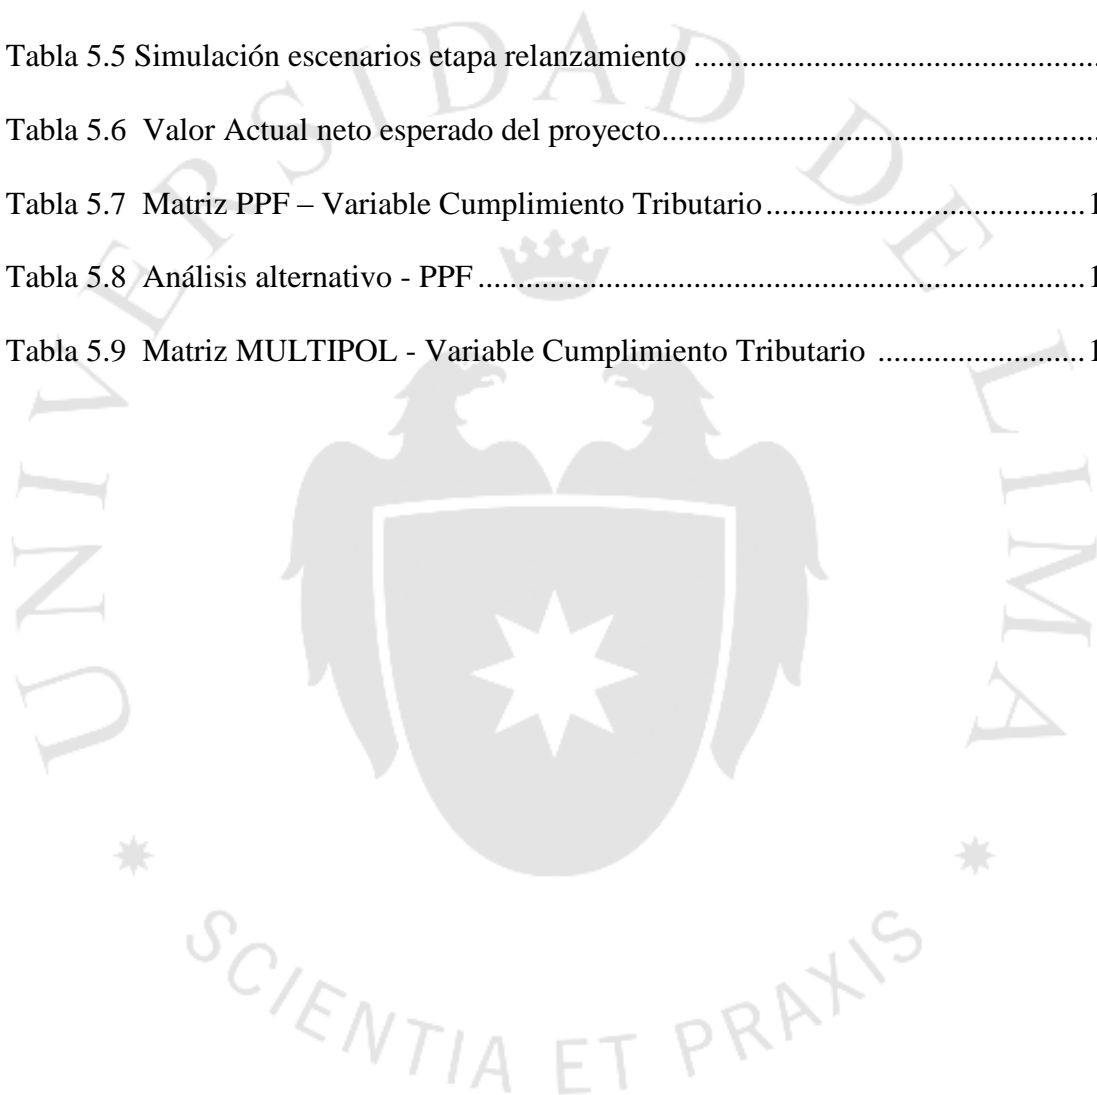 Tabla 5.5 Simulación escenarios etapa relanzamiento ..................................................
Tabla 5.6  Valor Actual neto esperado del proyecto.....................................................
Tabla 5.7  Matriz PPF – Variable Cumplimiento Tributario ....................................... 1
Tabla 5.8  Análisis alternativo - PPF .......................................................................... 1
Tabla 5.9  Matriz MULTIPOL - Variable Cumplimiento Tributario  ......................... 1
UNIVERSIDAD DE LIMA
SCIENTIA ET PRAXIS